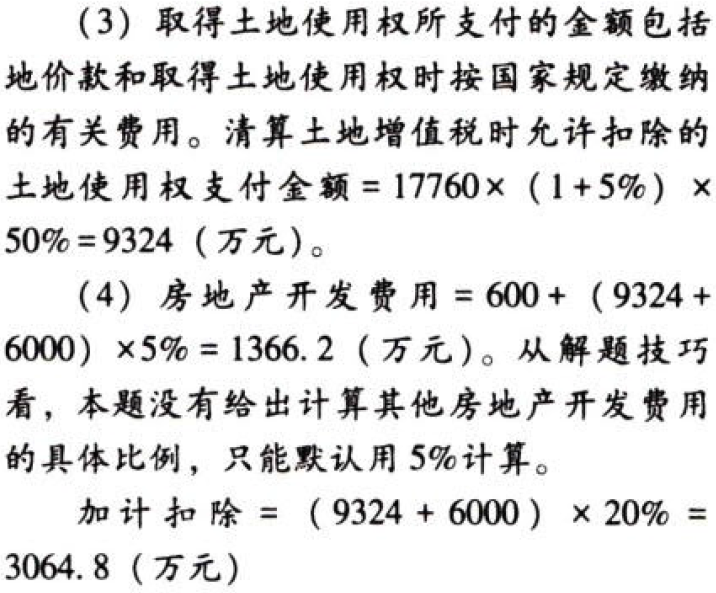 (3) 取得土地使用权所支付的金额包括
地价款和取得土地使用权时按国家规定缴纳
的有关费用。清算土地增值税时允许扣除的
土地使用权支付金额=17760×(1+5%)×
50%=9324(万元)。
(4) 房地产开发费用=600+(9324+
6000)×5%=1366.2(万元)。从解题技巧
看，本题没有给出计算其他房地产开发费用
的具体比例，只能默认用5%计算。
加计扣除=(9324+6000)×20%=
3064.8(万元)